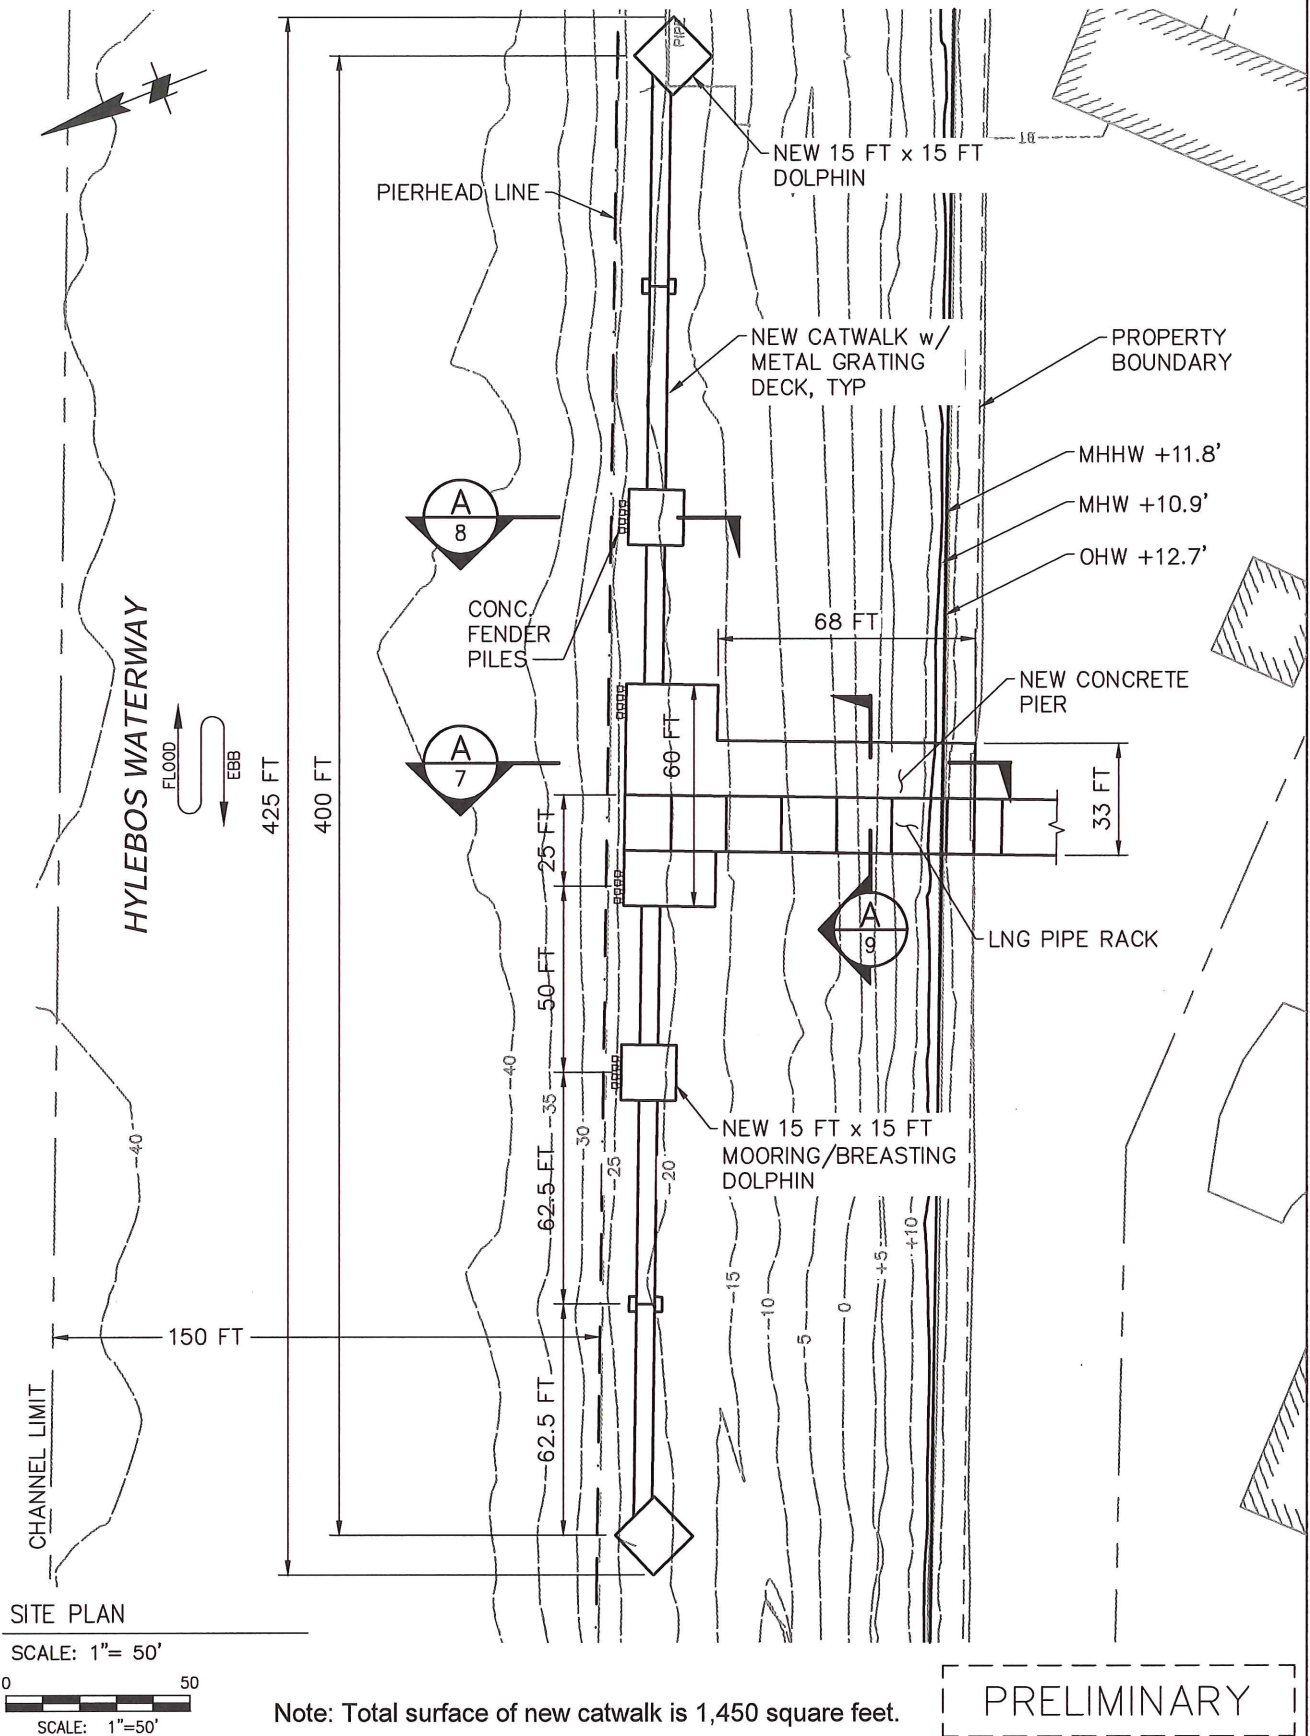 PIPE
NEW 15 FT x 15 FT
DOLPHIN
BT
PIERHEAD LINE
NEW CATWALK w/
METAL GRATING
DECK, TYP
PROPERTY
BOUNDARY
MHHW +11.8'
MHW +10.9'
OHW +12.7'
A
8
CONC.
FENDER
PILES
68 FT
NEW CONCRETE
PIER
HYLEBOS WATERWAY
FLOOD
EBB
425 FT
400 FT
A
7
60 FT
33 FT
25 FT
A
9
LNG PIPE RACK
50 FT
-40
-40
-35
-30
-25
-20
NEW 15 FT x 15 FT
MOORING/BREASTING
DOLPHIN
62.5 FT
-15
-10
-5
0
+5
+10
150 FT
62.5 FT
CHANNEL LIMIT
SITE PLAN
SCALE: 1"= 50'
0 50
SCALE: 1"=50'
Note: Total surface of new catwalk is 1,450 square feet.
PRELIMINARY